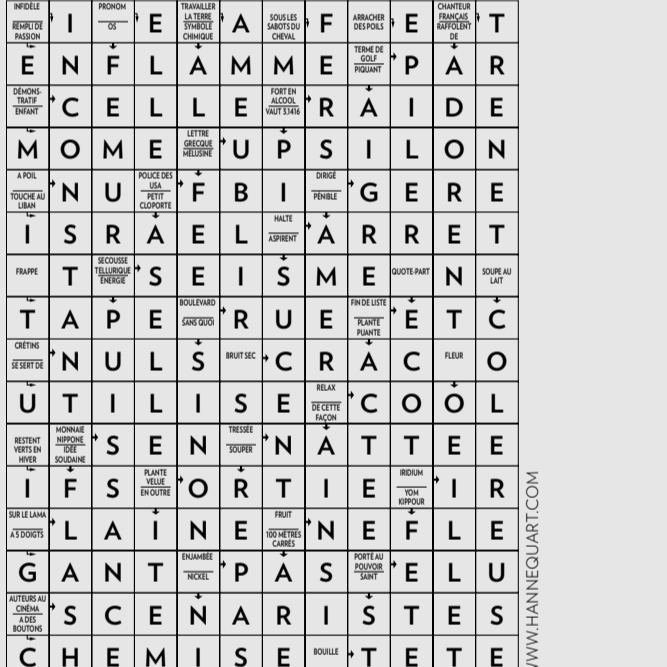 INFIDÈLE REMPLI DE PASSION I PRONOM OS E TRAVAILLER LA TERRE SYMBOLE CHIMIQUE A SOUS LES SABOTS DU CHEVAL F ARRACHER DES POILS E CHANTEUR FRANÇAIS RAFFOLENT DE T
E N F L A M M E TERME DE GOLF PIQUANT P A R
DÉMONS-TRATIF ENFANT C E L L E FORT EN ALCOOL VAUT 3,1416 R A I D E
M O M E LETTRE GRECQUE MÉLUSINE U P S I L O N
A POIL TOUCHE AU LIBAN N U POLICE DES USA PETIT CLOPORTE F B I DIRIGÉ PÉNIBLE G E R E
I S R A E L HALTE ASPIRENT A R R E T
FRAPPE T SECOUSSE TELLURIQUE ÉNERGIE S E I S M E QUOTE-PART N SOUPE AU LAIT
T A P E BOULEVARD SANS QUOI R U E FIN DE LISTE PLANTE PUANTE E T C
CRÉTINS SE SERT DE N U L S BRUIT SEC C R A C FLEUR O
U T I L I S E RELAX DE CETTE FAÇON C O O L
RESTENT VERTS EN HIVER MONNAIE NIPPONE IDÉE SOUDAINE S E N TRESSÉE SOUPER N A T T E E
I F S PLANTE VELUE EN OUTRE O R T I E IRIDIUM YOM KIPPOUR I R
SUR LE LAMA A 5 DOIGTS L A I N E FRUIT 100 MÈTRES CARRÉS N E F L E
G A N T ENJAMBÉE NICKEL P A S PORTÉ AU POUVOIR SAINT E L U
AUTEURS AU CINÉMA A DES BOUTONS S C E N A R I S T E S
C H E M I S E BOUILLE T E T E
WWW.HANNEQUART.COM